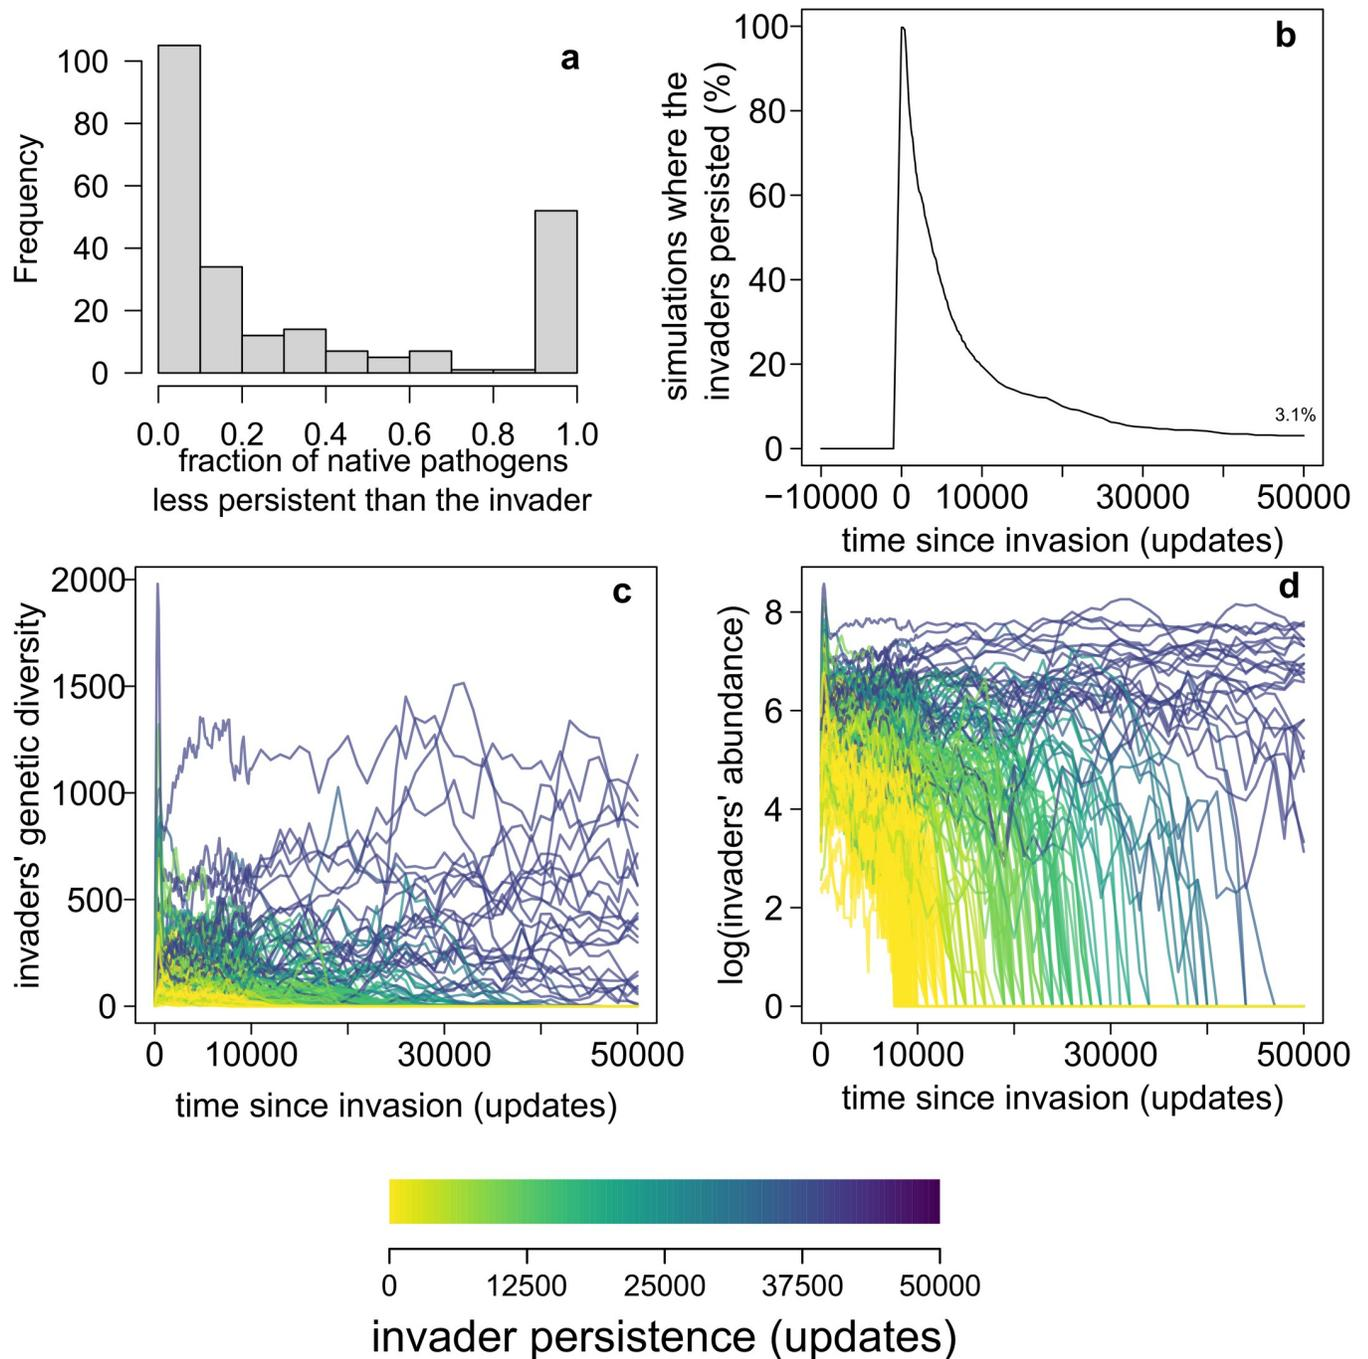 a
Frequency
100
80
60
40
20
0
0.0 0.2 0.4 0.6 0.8 1.0
fraction of native pathogens
less persistent than the invader
b
simulations where the
invaders persisted (%)
100
80
60
40
20
0
3.1%
−10000 0 10000 30000 50000
time since invasion (updates)
c
invaders' genetic diversity
2000
1500
1000
500
0
0 10000 30000 50000
time since invasion (updates)
d
log(invaders' abundance)
8
6
4
2
0
0 10000 30000 50000
time since invasion (updates)
0 12500 25000 37500 50000
invader persistence (updates)